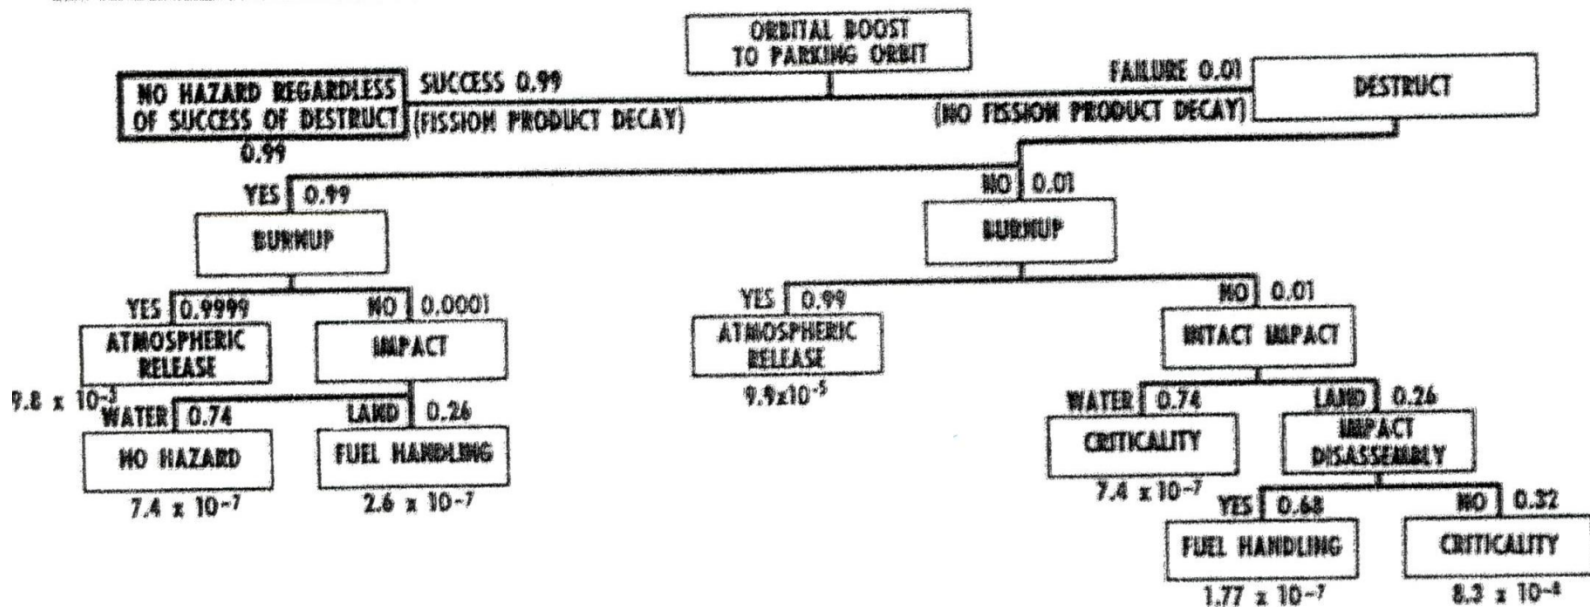 ORBITAL BOOST
TO PARKING ORBIT
NO HAZARD REGARDLESS
OF SUCCESS OF DESTRUCT
SUCCESS 0.99
(FISSION PRODUCT DECAY)
FAILURE 0.01
(NO FISSION PRODUCT DECAY)
DESTRUCT
0.99
YES 0.99
NO 0.01
BURNUP
BURNUP
YES 0.9999
NO 0.0001
YES 0.99
NO 0.01
ATMOSPHERIC
RELEASE
IMPACT
ATMOSPHERIC
RELEASE
INTACT IMPACT
9.8 x 10-3
9.9x10-5
WATER 0.74
LAND 0.26
WATER 0.74
LAND 0.26
NO HAZARD
FUEL HANDLING
CRITICALITY
IMPACT
DISASSEMBLY
7.4 x 10-7
2.6 x 10-7
7.4 x 10-7
YES 0.68
NO 0.32
FUEL HANDLING
CRITICALITY
1.77 x 10-7
8.3 x 10-8